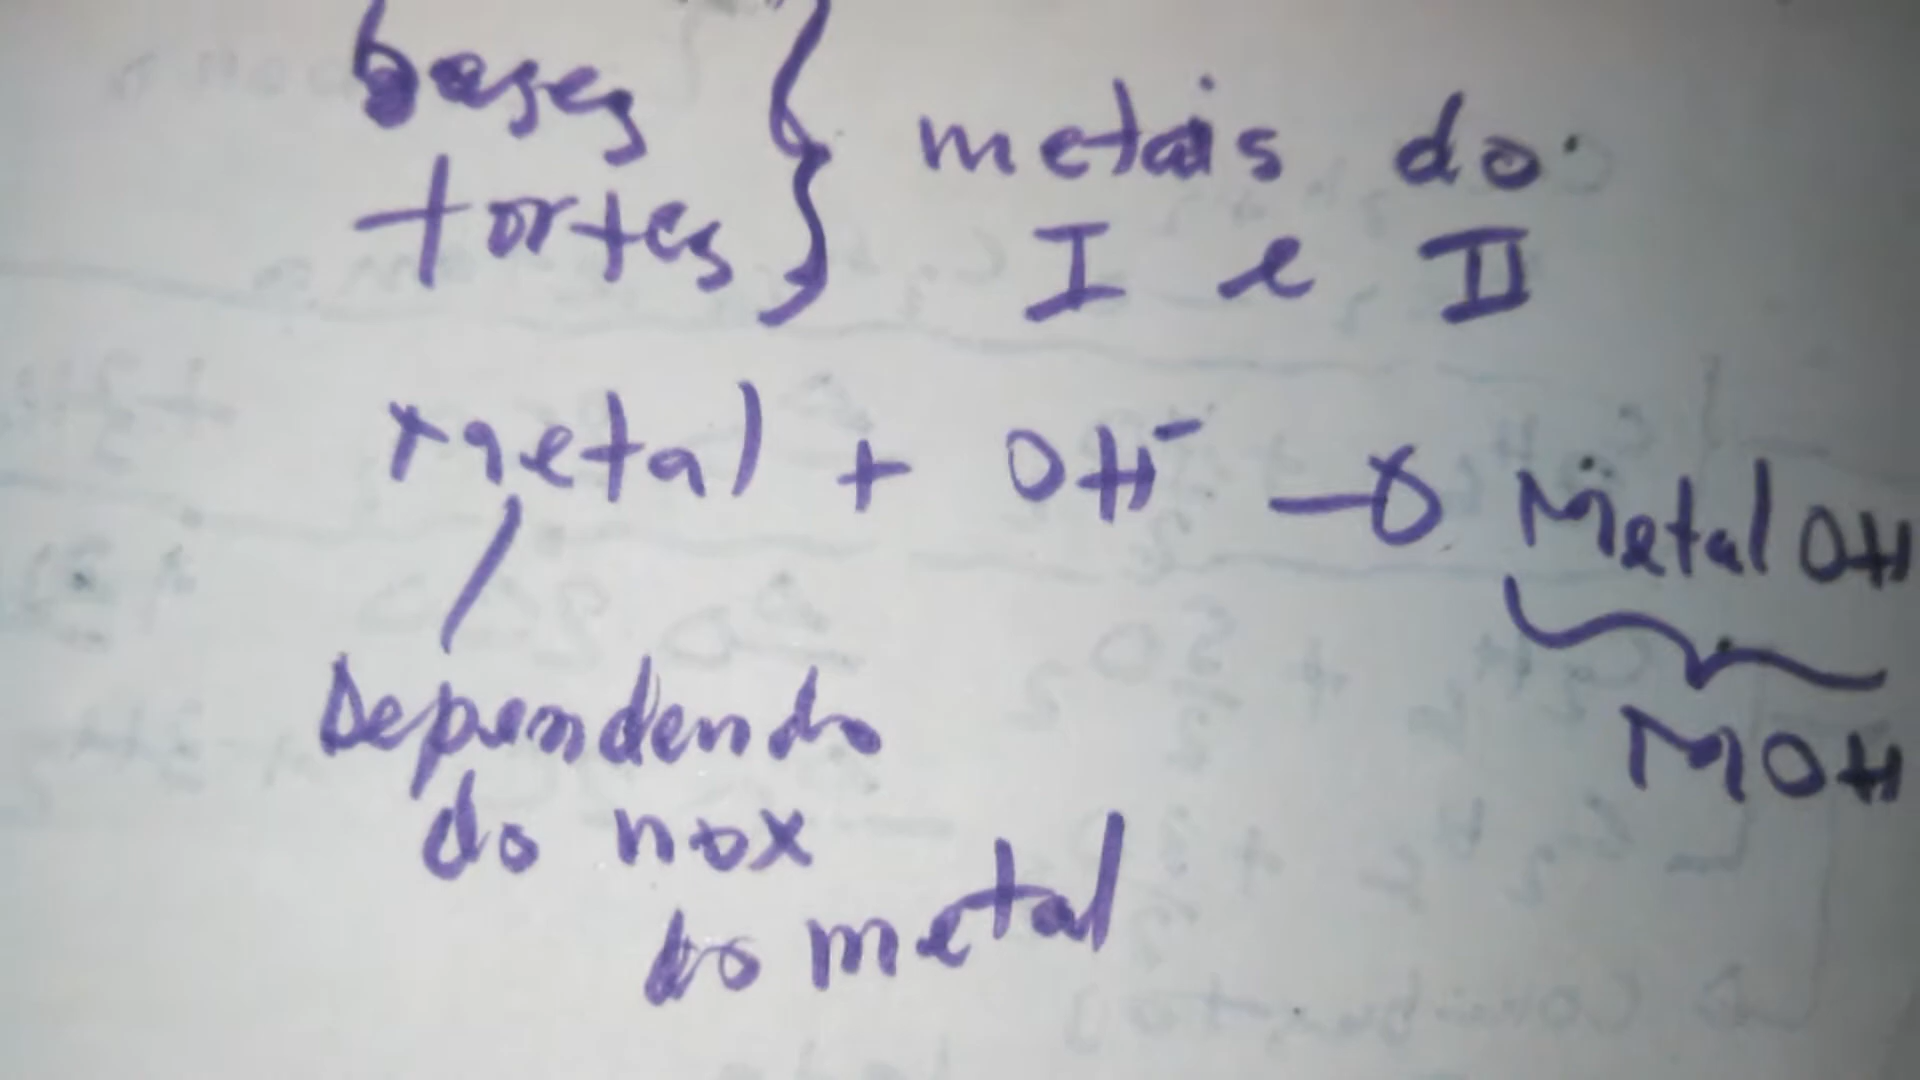 bases
fortes } metais do
I e II
metal + OH⁻ → Metal OH
MOH
Dependendo
do nox
do metal